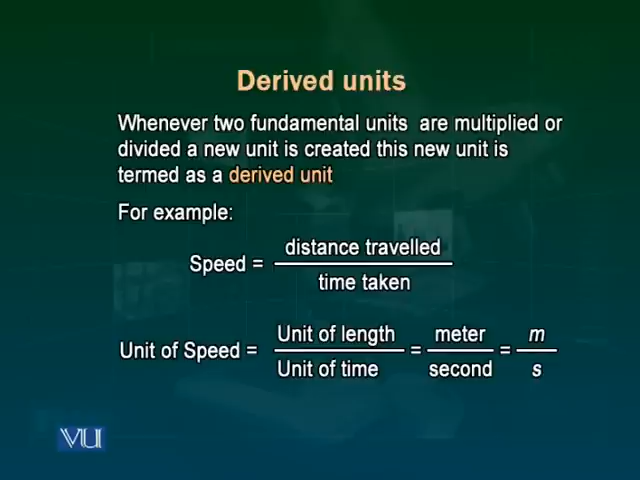 Derived units
Whenever two fundamental units are multiplied or
divided a new unit is created this new unit is
termed as a derived unit
For example:
Speed = distance travelled / time taken
Unit of Speed = Unit of length / Unit of time = meter / second = m / s
VU